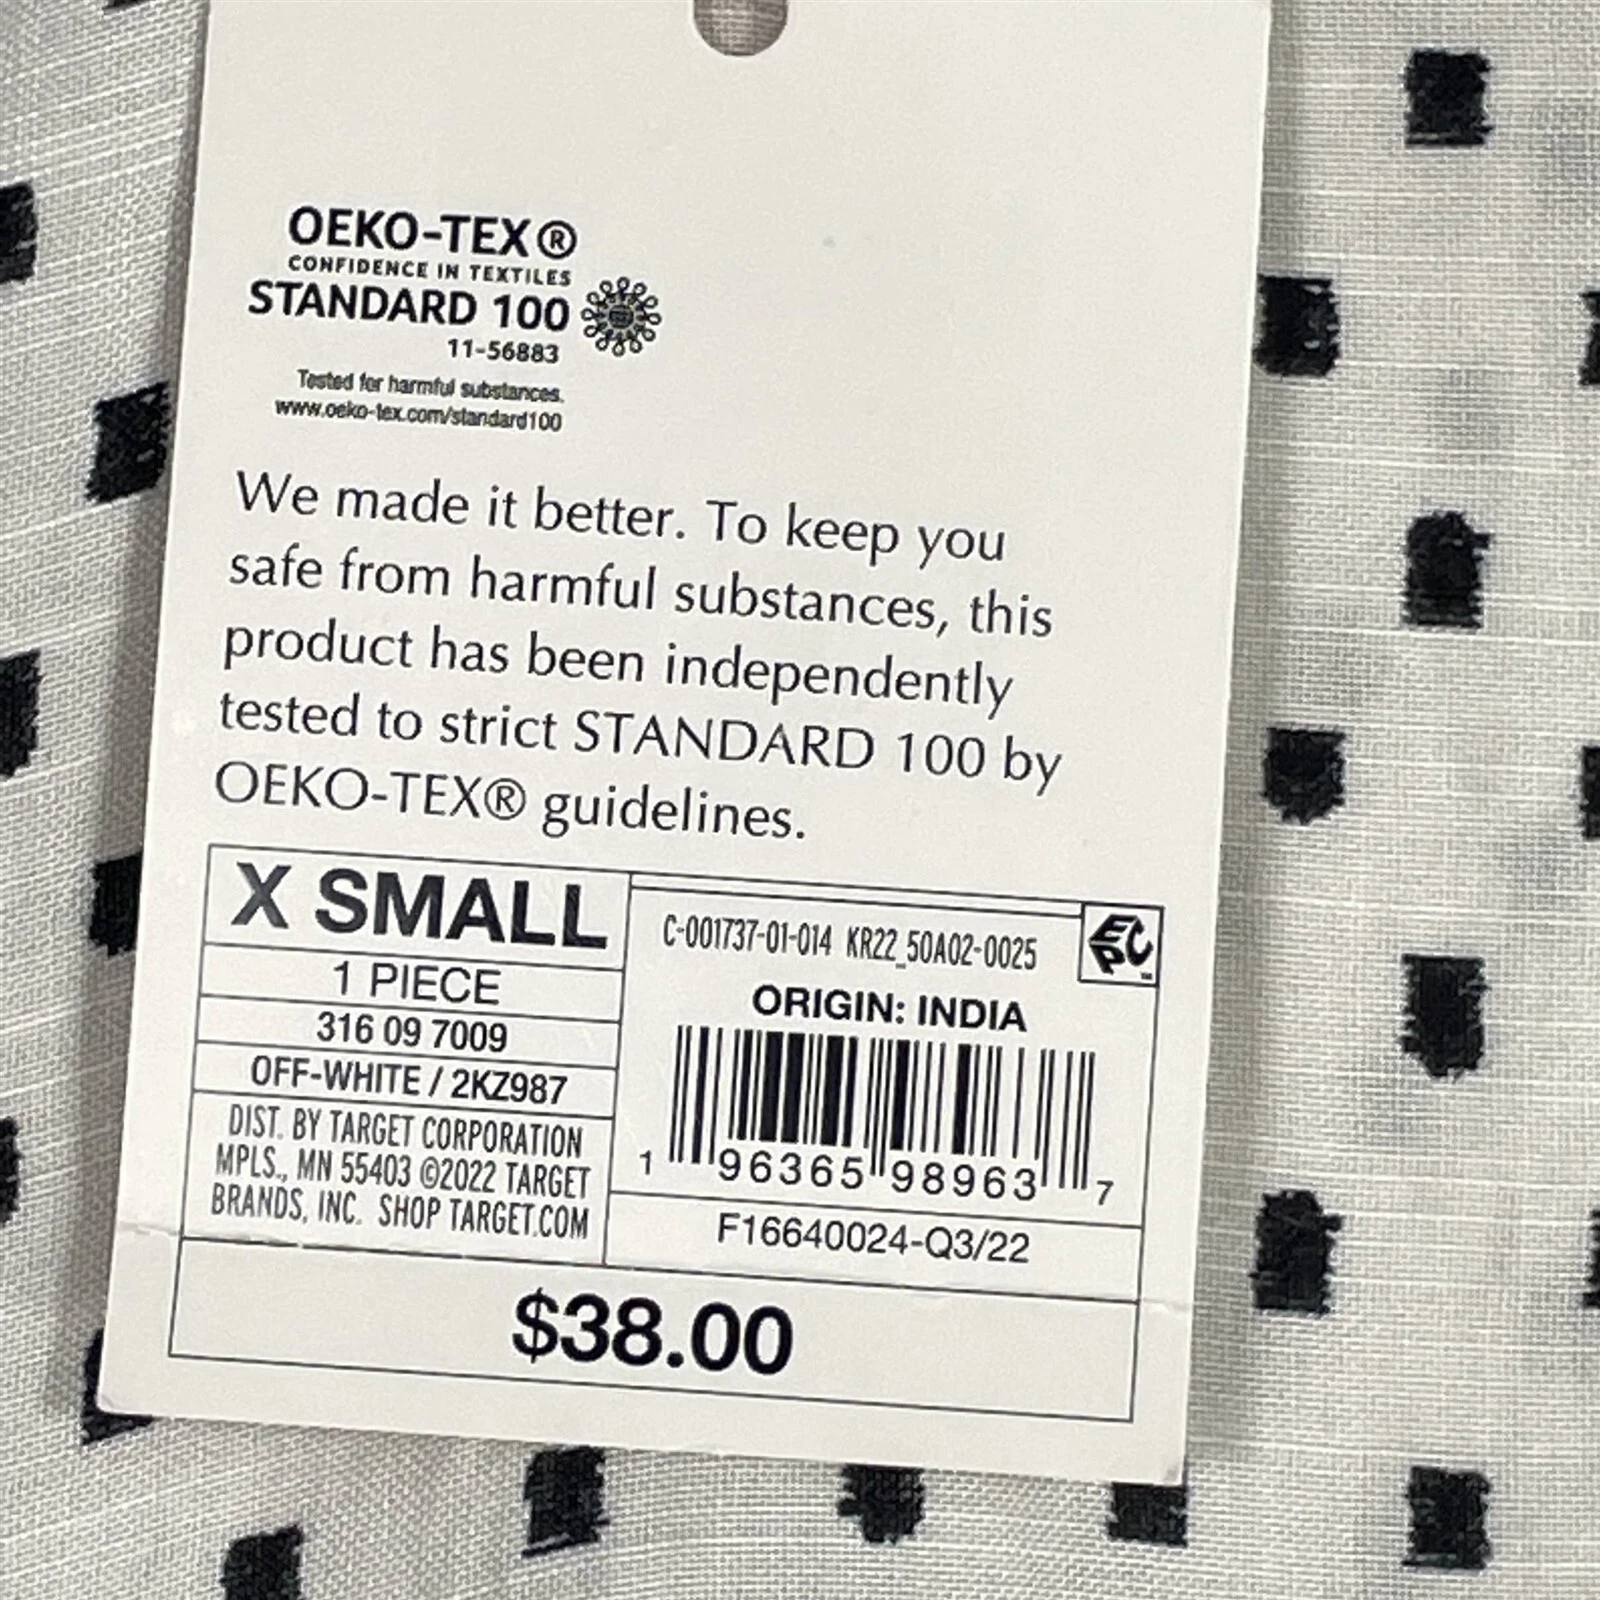 OEKO-TEX®
CONFIDENCE IN TEXTILES
STANDARD 100
11-56883
Tested for harmful substances.
www.oeko-tex.com/standard100
We made it better. To keep you
safe from harmful substances, this
product has been independently
tested to strict STANDARD 100 by
OEKO-TEX® guidelines.
X SMALL
1 PIECE
316 09 7009
OFF-WHITE / 2KZ987
DIST. BY TARGET CORPORATION
MPLS., MN 55403 ©2022 TARGET
BRANDS, INC. SHOP TARGET.COM
C-001737-01-014 KR22_50A02-0025
EPC™
ORIGIN: INDIA
1 96365 98963 7
F16640024-Q3/22
$38.00